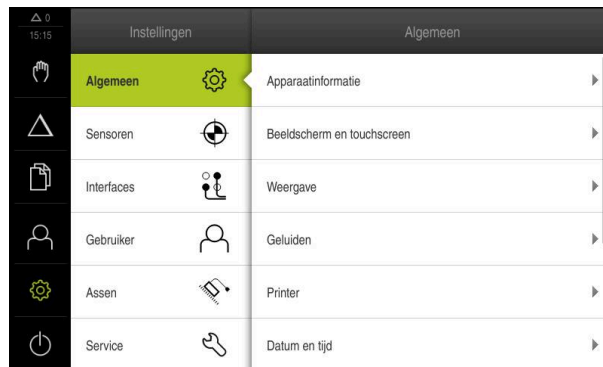 0
15:15
Instellingen
Algemeen
Algemeen
Sensoren
Interfaces
Gebruiker
Assen
Service
Apparaatinformatie
Beeldscherm en touchscreen
Weergave
Geluiden
Printer
Datum en tijd